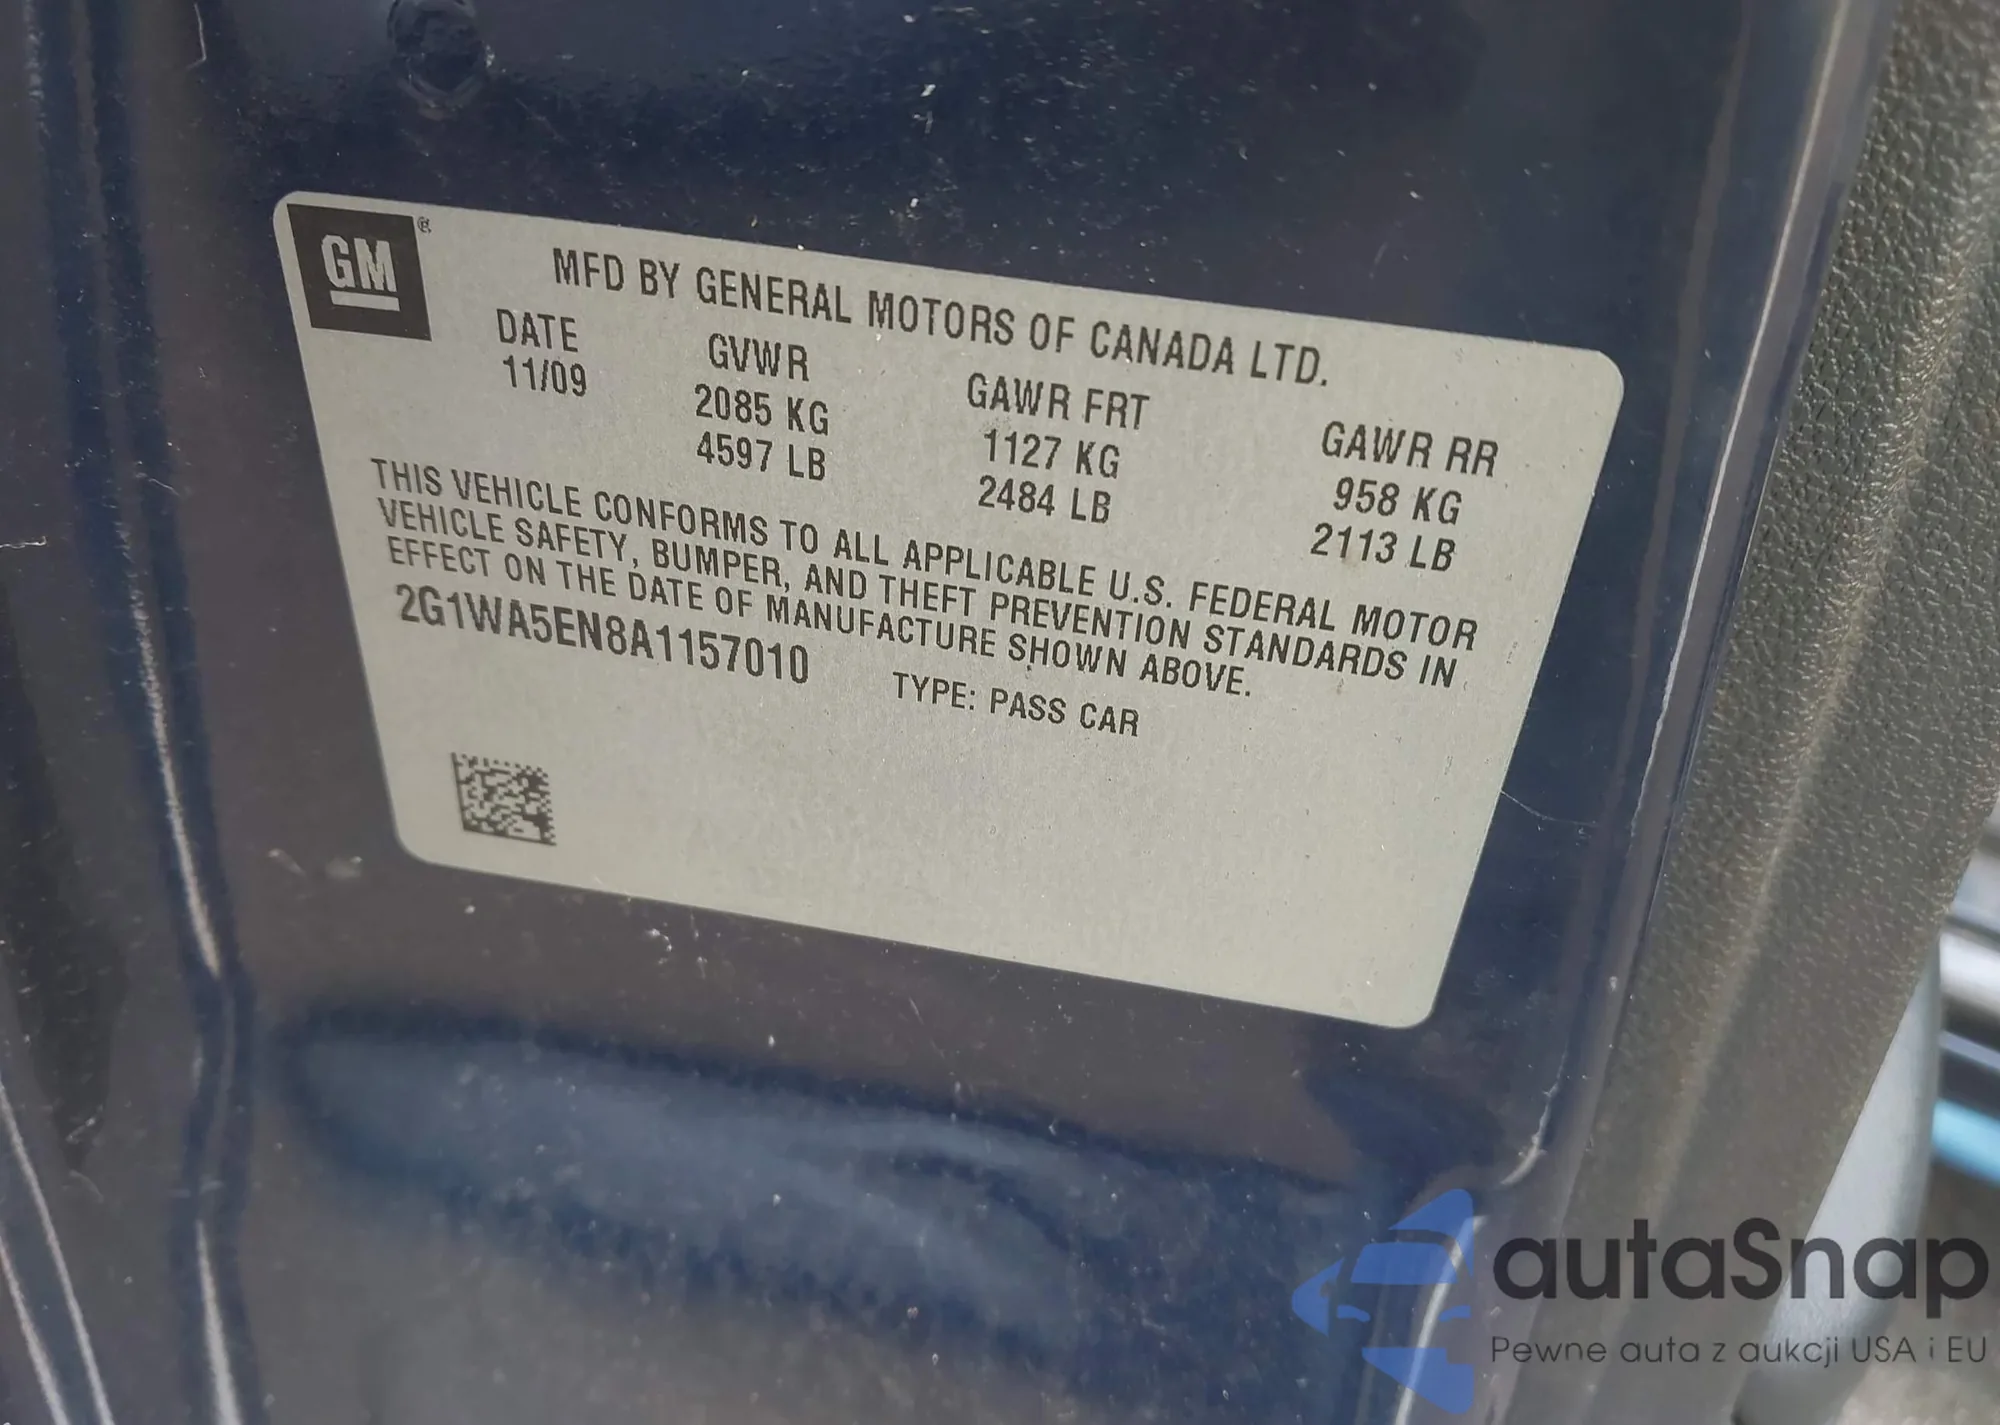 GM ®
MFD BY GENERAL MOTORS OF CANADA LTD.
DATE GVWR GAWR FRT GAWR RR
11/09 2085 KG 1127 KG 958 KG
4597 LB 2484 LB 2113 LB
THIS VEHICLE CONFORMS TO ALL APPLICABLE U.S. FEDERAL MOTOR
VEHICLE SAFETY, BUMPER, AND THEFT PREVENTION STANDARDS IN
EFFECT ON THE DATE OF MANUFACTURE SHOWN ABOVE.
2G1WA5EN8A1157010 TYPE: PASS CAR
autaSnap
Pewne auta z aukcji USA i EU